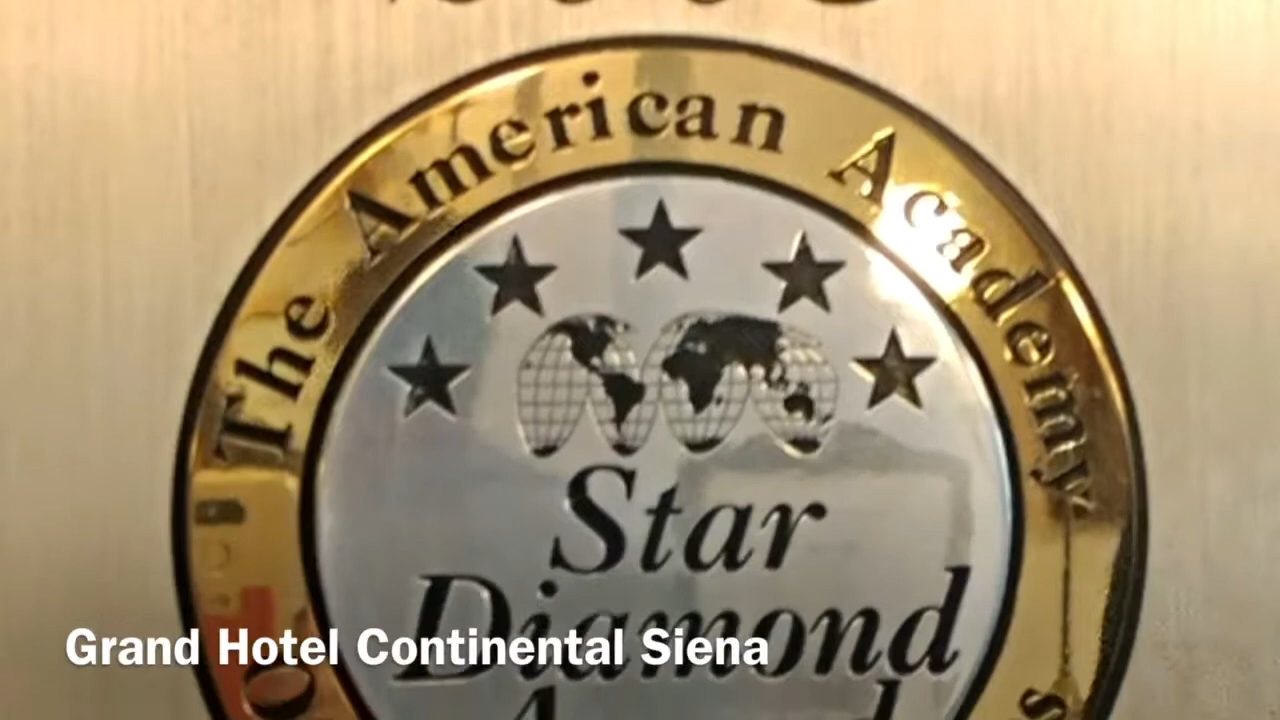 The American Academy
Star
Diamond
Grand Hotel Continental Siena